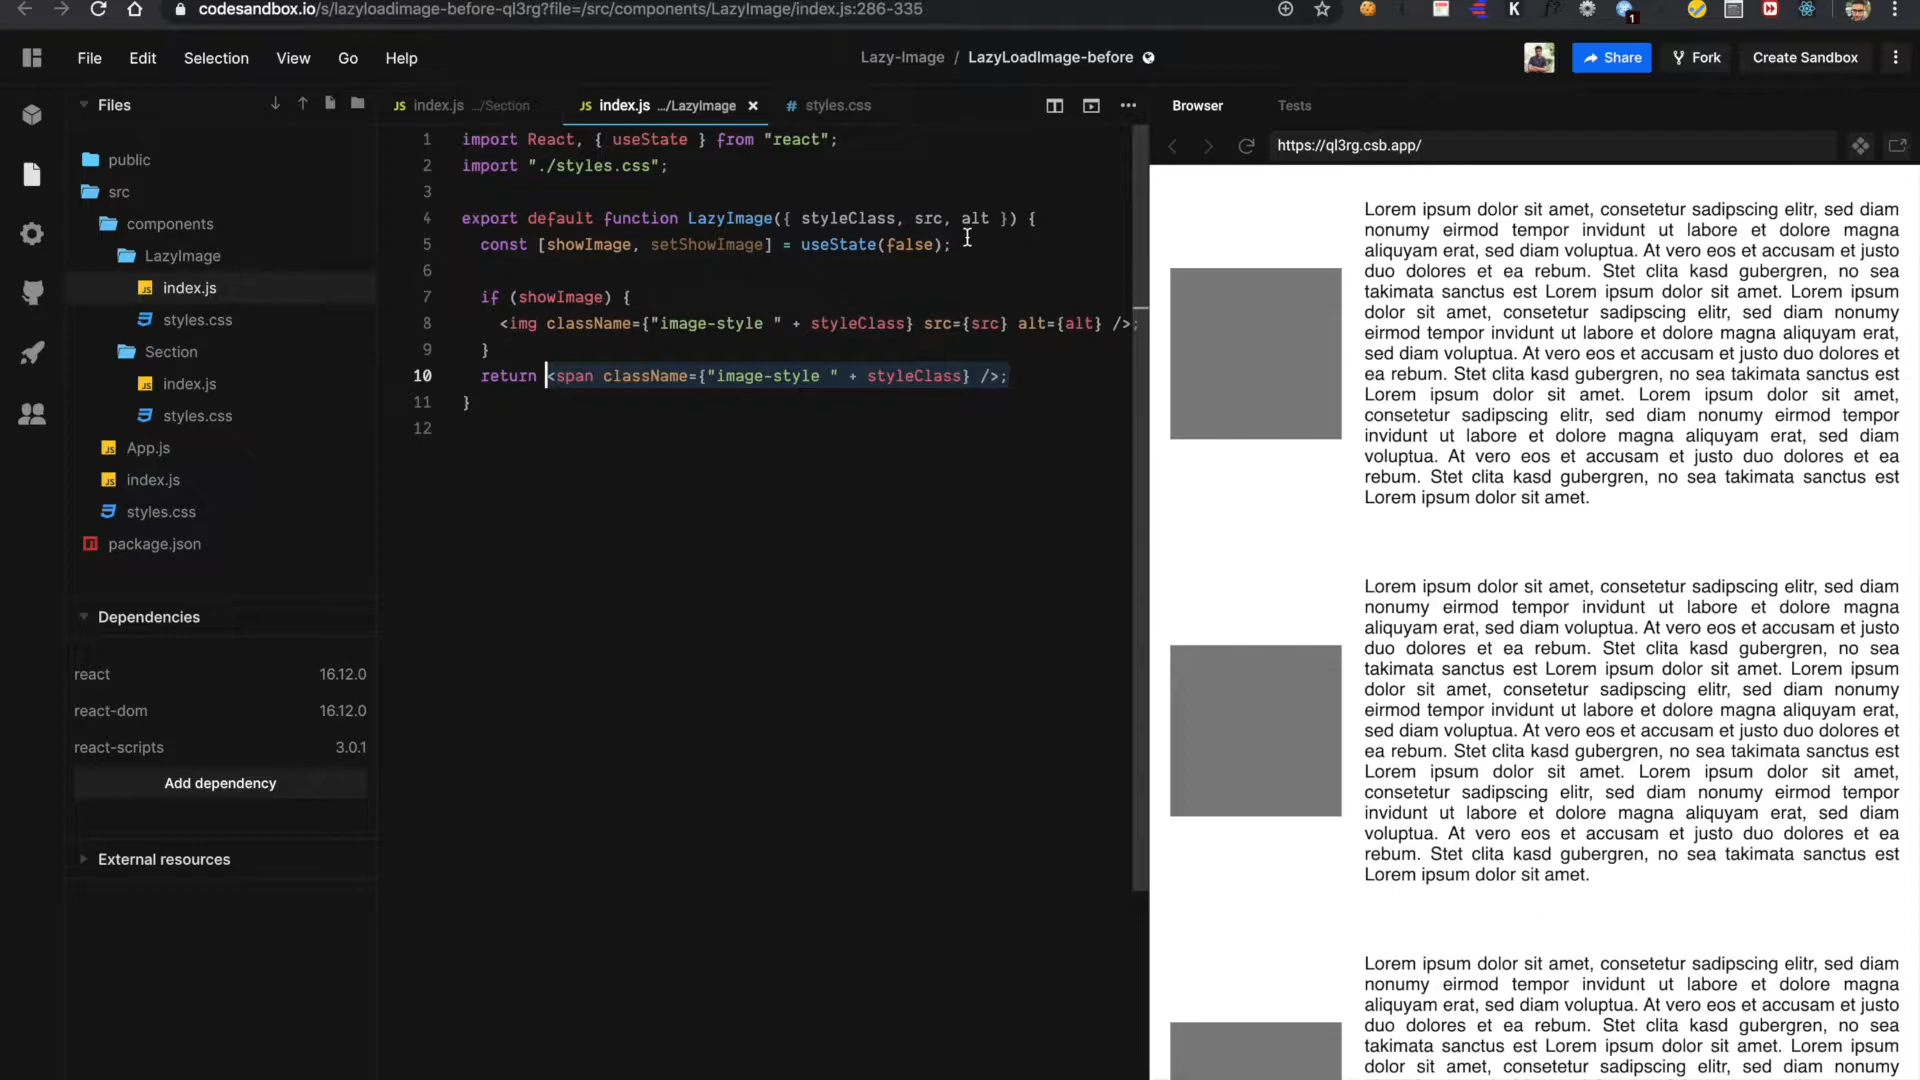 codesandbox.io/s/lazyloadimage-before-ql3rg?file=/src/components/LazyImage/index.js:286-335
K
1
File Edit Selection View Go Help
Lazy-Image / LazyLoadImage-before
Share
Fork
Create Sandbox
Files
public
src
components
LazyImage
JS index.js
styles.css
Section
JS index.js
styles.css
JS App.js
JS index.js
styles.css
package.json
Dependencies
react 16.12.0
react-dom 16.12.0
react-scripts 3.0.1
Add dependency
External resources
JS index.js .../Section
JS index.js .../LazyImage ×
# styles.css
1 import React, { useState } from "react";
2 import "./styles.css";
3
4 export default function LazyImage({ styleClass, src, alt }) {
5 const [showImage, setShowImage] = useState(false);
6
7 if (showImage) {
8 <img className={"image-style " + styleClass} src={src} alt={alt} />;
9 }
10 return <span className={"image-style " + styleClass} />;
11 }
12
Browser Tests
https://ql3rg.csb.app/
Lorem ipsum dolor sit amet, consetetur sadipscing elitr, sed diam
nonumy eirmod tempor invidunt ut labore et dolore magna
aliquyam erat, sed diam voluptua. At vero eos et accusam et justo
duo dolores et ea rebum. Stet clita kasd gubergren, no sea
takimata sanctus est Lorem ipsum dolor sit amet. Lorem ipsum
dolor sit amet, consetetur sadipscing elitr, sed diam nonumy
eirmod tempor invidunt ut labore et dolore magna aliquyam erat,
sed diam voluptua. At vero eos et accusam et justo duo dolores et
ea rebum. Stet clita kasd gubergren, no sea takimata sanctus est
Lorem ipsum dolor sit amet. Lorem ipsum dolor sit amet,
consetetur sadipscing elitr, sed diam nonumy eirmod tempor
invidunt ut labore et dolore magna aliquyam erat, sed diam
voluptua. At vero eos et accusam et justo duo dolores et ea
rebum. Stet clita kasd gubergren, no sea takimata sanctus est
Lorem ipsum dolor sit amet.
Lorem ipsum dolor sit amet, consetetur sadipscing elitr, sed diam
nonumy eirmod tempor invidunt ut labore et dolore magna
aliquyam erat, sed diam voluptua. At vero eos et accusam et justo
duo dolores et ea rebum. Stet clita kasd gubergren, no sea
takimata sanctus est Lorem ipsum dolor sit amet. Lorem ipsum
dolor sit amet, consetetur sadipscing elitr, sed diam nonumy
eirmod tempor invidunt ut labore et dolore magna aliquyam erat,
sed diam voluptua. At vero eos et accusam et justo duo dolores et
ea rebum. Stet clita kasd gubergren, no sea takimata sanctus est
Lorem ipsum dolor sit amet. Lorem ipsum dolor sit amet,
consetetur sadipscing elitr, sed diam nonumy eirmod tempor
invidunt ut labore et dolore magna aliquyam erat, sed diam
voluptua. At vero eos et accusam et justo duo dolores et ea
rebum. Stet clita kasd gubergren, no sea takimata sanctus est
Lorem ipsum dolor sit amet.
Lorem ipsum dolor sit amet, consetetur sadipscing elitr, sed diam
nonumy eirmod tempor invidunt ut labore et dolore magna
aliquyam erat, sed diam voluptua. At vero eos et accusam et justo
duo dolores et ea rebum. Stet clita kasd gubergren, no sea
takimata sanctus est Lorem ipsum dolor sit amet. Lorem ipsum
dolor sit amet, consetetur sadipscing elitr, sed diam nonumy